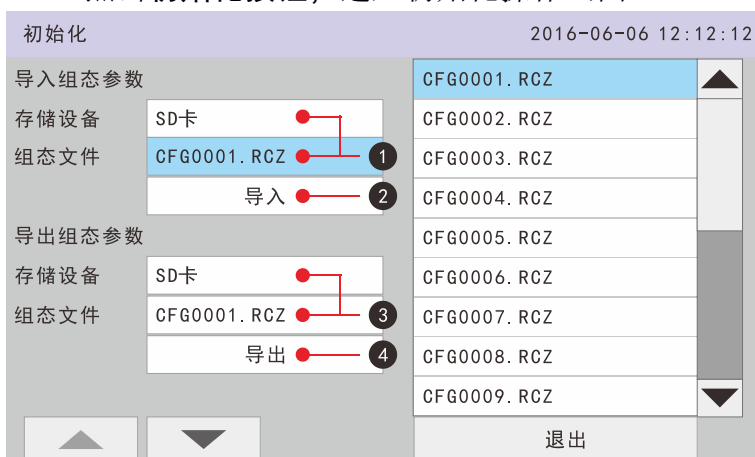 初始化 2016-06-06 12:12:12
导入组态参数
存储设备 SD卡
组态文件 CFG0001.RCZ 1
导入 2
导出组态参数
存储设备 SD卡
组态文件 CFG0001.RCZ 3
导出 4
CFG0001.RCZ
CFG0002.RCZ
CFG0003.RCZ
CFG0004.RCZ
CFG0005.RCZ
CFG0006.RCZ
CFG0007.RCZ
CFG0008.RCZ
CFG0009.RCZ
退出